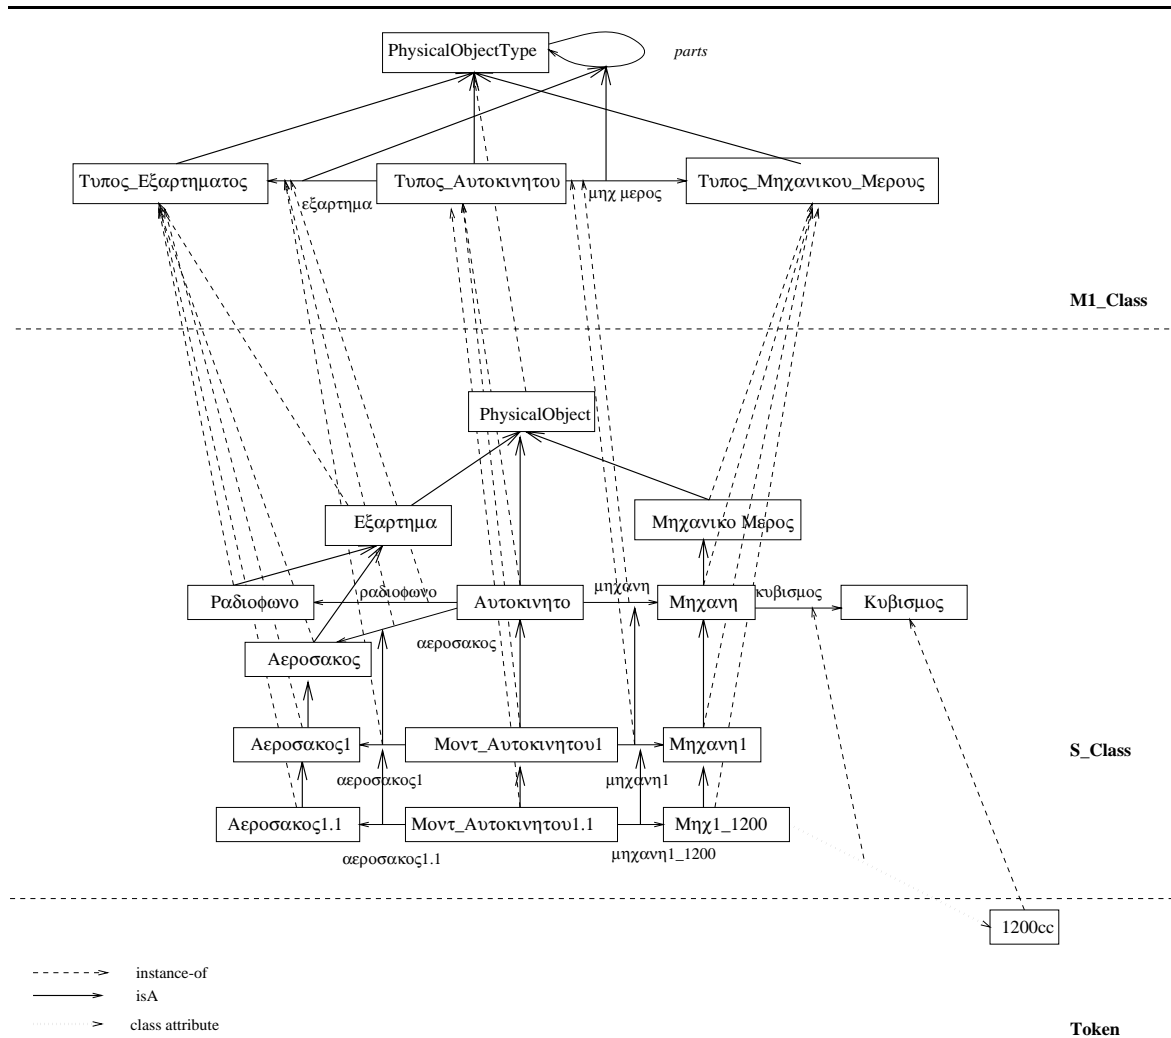 PhysicalObjectType
parts
Τυπος_Εξαρτηματος
Τυπος_Αυτοκινητου
Τυπος_Μηχανικου_Μερους
εξαρτημα
μηχ μερος
M1_Class
PhysicalObject
Εξαρτημα
Μηχανικο Μερος
Ραδιοφωνο
ραδιοφωνο
Αυτοκινητο
μηχανη
Μηχανη
κυβισμος
Κυβισμος
αεροσακος
Αεροσακος
Αεροσακος1
Μοντ_Αυτοκινητου1
Μηχανη1
S_Class
αεροσακος1
μηχανη1
Αεροσακος1.1
Μοντ_Αυτοκινητου1.1
Μηχ1_1200
αεροσακος1.1
μηχανη1_1200
1200cc
instance-of
isA
class attribute
Token